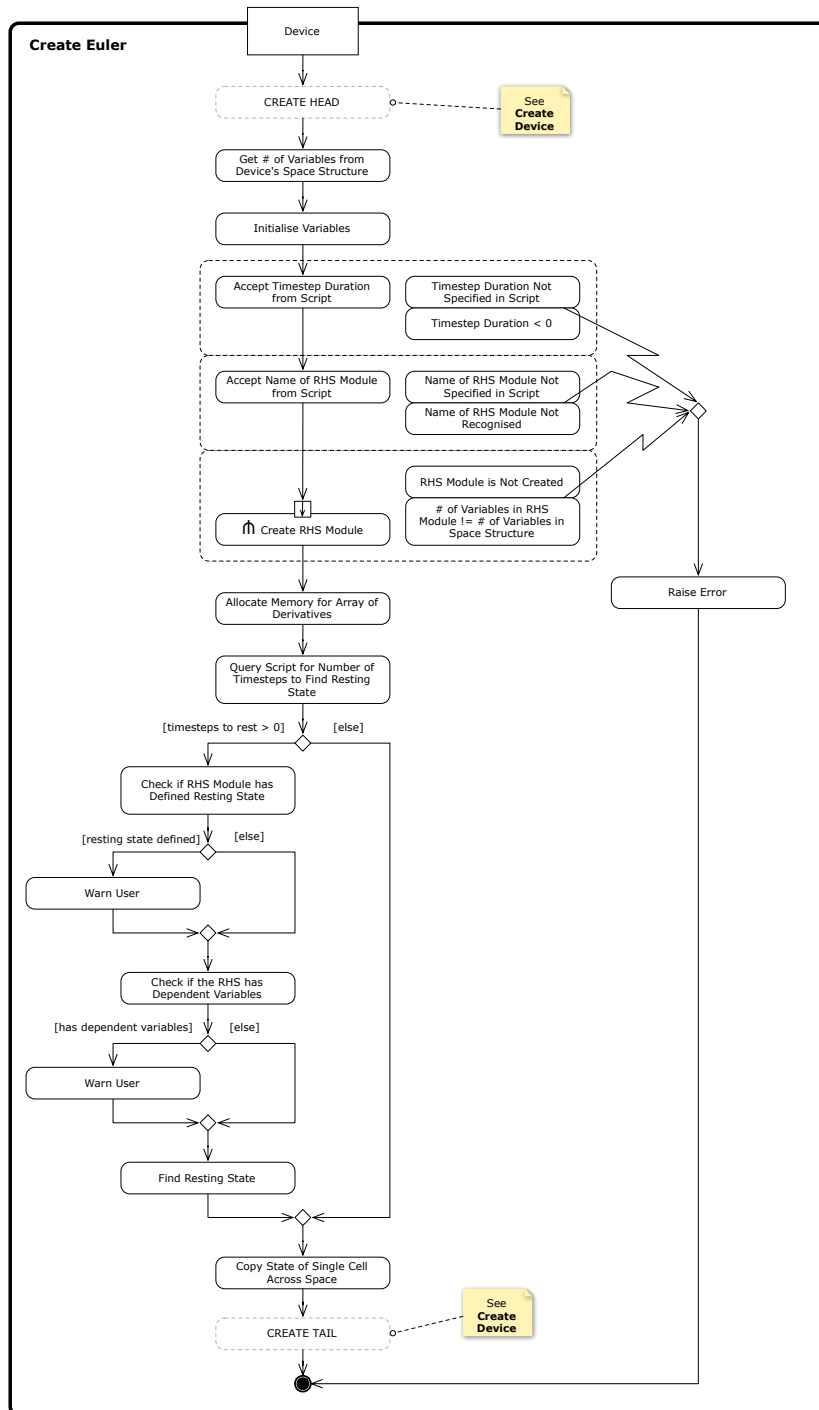 Device
Create Euler
CREATE HEAD
See
Create
Device
Get # of Variables from
Device's Space Structure
Initialise Variables
Accept Timestep Duration
from Script
Timestep Duration Not
Specified in Script
Timestep Duration < 0
Accept Name of RHS Module
from Script
Name of RHS Module Not
Specified in Script
Name of RHS Module Not
Recognised
RHS Module is Not Created
# of Variables in RHS
Module != # of Variables in
Space Structure
Create RHS Module
Raise Error
Allocate Memory for Array of
Derivatives
Query Script for Number of
Timesteps to Find Resting
State
[timesteps to rest > 0]
[else]
Check if RHS Module has
Defined Resting State
[resting state defined]
[else]
Warn User
Check if the RHS has
Dependent Variables
[has dependent variables]
[else]
Warn User
Find Resting State
Copy State of Single Cell
Across Space
CREATE TAIL
See
Create
Device